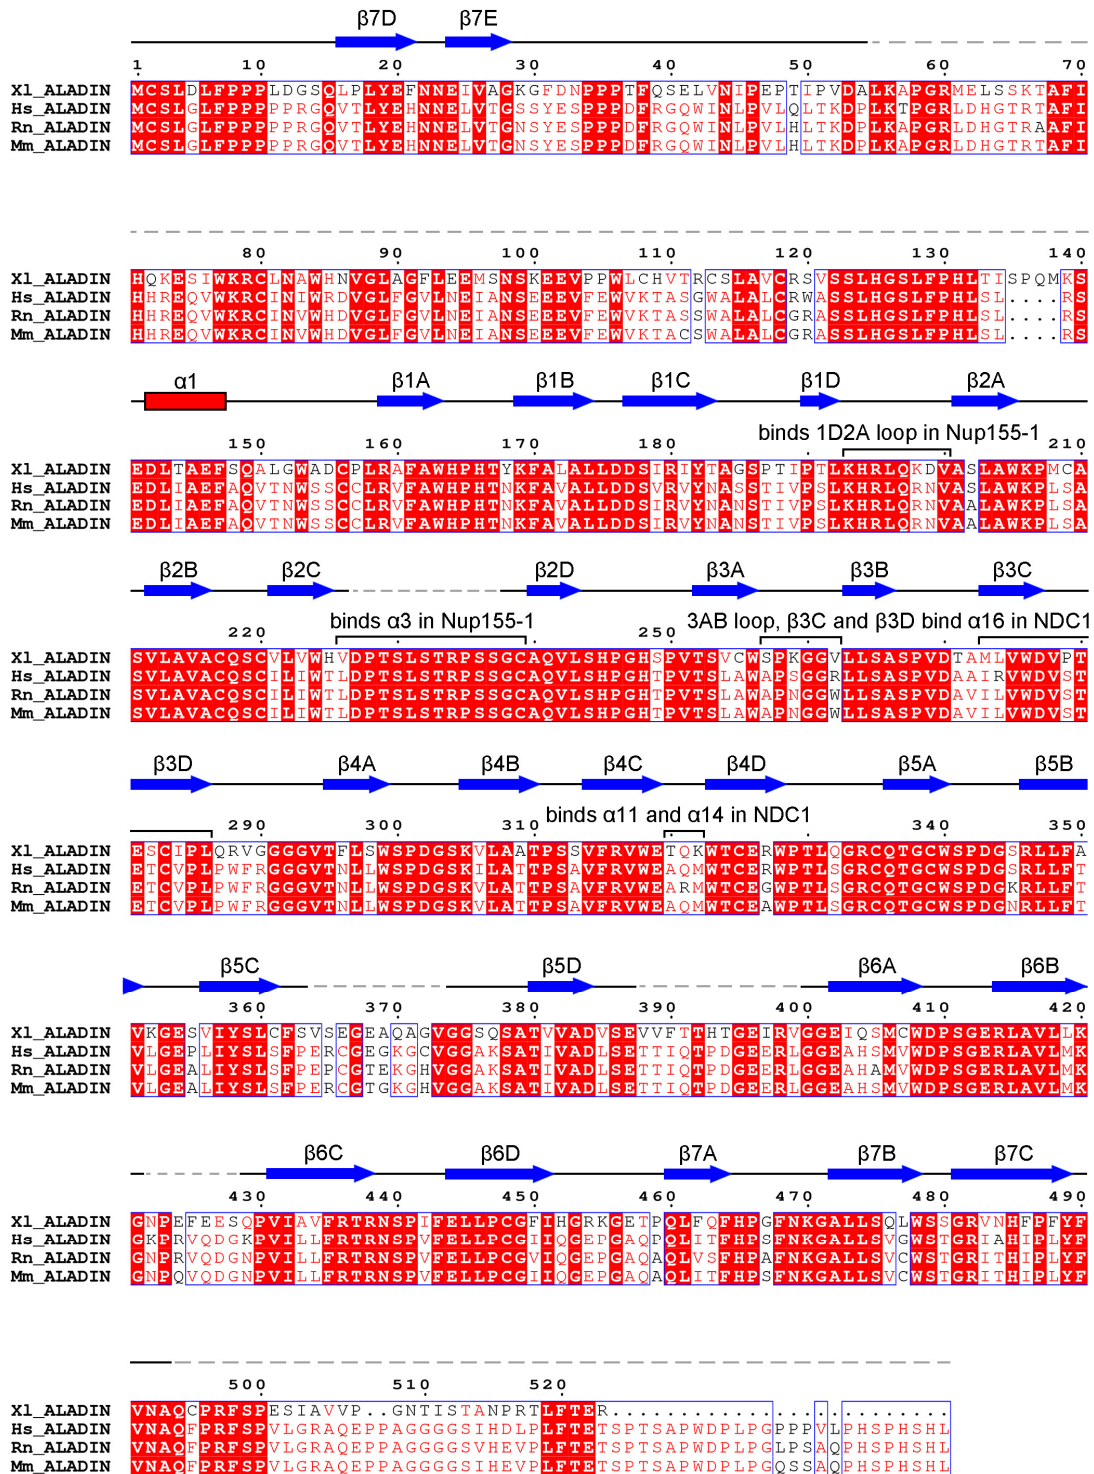 β7D β7E
1 10 20 30 40 50 60 70
Xl_ALADIN MCSLDLFPPPLDGSQLPLYEFNNEIVAGKGFDNPPPTFQSELVNIPEPTIPVDALKAPGRMELSSKTAFI
Hs_ALADIN MCSLGLFPPPPPRGQVTLYEHNNELVTGSSYESPPPDFRGQWINLPVLQLTKDPLKTPGRLDHGTRTAFI
Rn_ALADIN MCSLGLFPPPPPRGQVTLYEHNNELVTGNSYESPPPDFRGQWINLPVLHLTKDPLKAPGRLDHGTRAAFI
Mm_ALADIN MCSLGLFPPPPPRGQVTLYEHNNELVTGNSYESPPPDFRGQWINLPVLHLTKDPLKAPGRLDHGTRTAFI
80 90 100 110 120 130 140
Xl_ALADIN HQKESIWKRCINAWHNVGLAGFLEEMSNSKEEVPPWLCHVTRCSLAVCRSVSSLHGSLFPHLTISPQMKS
Hs_ALADIN HHREQVWKRCINIWRDVGLFGVLNEIANSEEEVFEWVKTASGWALALCRWASSLHGSLFPHLSL....RS
Rn_ALADIN HHREQVWKRCINVWHDVGLFGVLNEIANSEEEVFEWVKTASSWALALCGRASSLHGSLFPHLSL....RS
Mm_ALADIN HHREQVWKRCINVWHDVGLFGVLNEIANSEEEVFEWVKTACSWALALCGRASSLHGSLFPHLSL....RS
α1 β1A β1B β1C β1D β2A
binds 1D2A loop in Nup155-1
150 160 170 180 210
Xl_ALADIN EDLTAEFSQALGWADCPLRAFAWHPHTYKFALALLDDSIRIYTAGSPTIPTLKHRLQKDVASLAWKPMCA
Hs_ALADIN EDLIAEFAQVTNWSSCCLRVFAWHPHTNKFAVALLDDSVRVYNASSTIVPSLKHRLQRNVASLAWKPLSA
Rn_ALADIN EDLIAEFAQVTNWSSCCLRVFAWHPHTNKFAVALLDDSIRVYNANSTIVPSLKHRLQRNVAALAWKPLSA
Mm_ALADIN EDLIAEFAQVTNWSSCCLRVFAWHPHTNKFAVALLDDSIRVYNANSTIVPSLKHRLQRNVAALAWKPLSA
β2B β2C β2D β3A β3B β3C
binds α3 in Nup155-1 3AB loop, β3C and β3D bind α16 in NDC1
220 250
Xl_ALADIN SVLAVACQSCVLVWHVDPTSLSTRPSSGCAQVLSHPGHSPVTSVCWSPKGGVLLSASPVDTAMLVWDVPT
Hs_ALADIN SVLAVACQSCILIWTLDPTSLSTRPSSGCAQVLSHPGHTPVTSLAWAPSGGRLLSASPVDAAIRVWDVST
Rn_ALADIN SVLAVACQSCILIWTLDPTSLSTRPSSGCAQVLSHPGHTPVTSLAWAPNGGWLLSASPVDAVILVWDVST
Mm_ALADIN SVLAVACQSCILIWTLDPTSLSTRPSSGCAQVLSHPGHTPVTSLAWAPNGGWLLSASPVDAVILVWDVST
β3D β4A β4B β4C β4D β5A β5B
binds α11 and α14 in NDC1
290 300 310 340 350
Xl_ALADIN ESCIPLQRVGGGGVTFLSWSPDGSKVLAATPSSVFRVWETQKWTCERWPTLQGRCQTGCWSPDGSRLLFA
Hs_ALADIN ETCVPLPWFRGGGVTNLLWSPDGSKILATTPSAVFRVWEAQMWTCERWPTLSGRCQTGCWSPDGSRLLFT
Rn_ALADIN ETCVPLPWFRGGGVTNLLWSPDGSKVLATTPSAVFRVWEARMWTCEGWPTLSGRCQTGCWSPDGKRLLFT
Mm_ALADIN ETCVPLPWFRGGGVTNLLWSPDGSKVLATTPSAVFRVWEAQMWTCEAWPTLSGRCQTGCWSPDGNRLLFT
β5C β5D β6A β6B
360 370 380 390 400 410 420
Xl_ALADIN VKGESVIYSLCFSVSEGEAQAGVGGSQSATVVADVSEVVFTTHTGEIRVGGEIQSMCWDPSGERLAVLLK
Hs_ALADIN VLGEPLIYSLSFPERCGEGKGCVGGAKSATIVADLSETTIQTPDGEERLGGEAHSMVWDPSGERLAVLMK
Rn_ALADIN VLGEALIYSLSFPEPCGTEKGHVGGAKSATIVADLSETTIQTPDGEERLGGEAHAMVWDPSGERLAVLMK
Mm_ALADIN VLGEALIYSLSFPERCGTGKGHVGGAKSATIVADLSETTIQTPDGEERLGGEAHSMVWDPSGERLAVLMK
β6C β6D β7A β7B β7C
430 440 450 460 470 480 490
Xl_ALADIN GNPEFEESQPVIAVFRTRNSPIFELLPCGFIHGRKGETPQLFQFHPGFNKGALLSQLWSSGRVNHFPFYF
Hs_ALADIN GKPRVQDGKPVILLFRTRNSPVFELLPCGIIQGEPGAQPQLITFHPSFNKGALLSVGWSTGRIAHIPLYF
Rn_ALADIN GNPRVQDGNPVILLFRTRNSPVFELLPCGVIQGEPGAQAQLVSFHPAFNKGALLSVCWSTGRITHIPLYF
Mm_ALADIN GNPQVQDGNPVILLFRTRNSPVFELLPCGIIQGEPGAQAQLITFHPSFNKGALLSVCWSTGRITHIPLYF
500 510 520
Xl_ALADIN VNAQCPRFSPESIAVVP..GNTISTANPRTLFTER.........................
Hs_ALADIN VNAQFPRFSPVLGRAQEPPAGGGGSIHDLPLFTETSPTSAPWDPLPGPPPVLPHSPHSHL
Rn_ALADIN VNAQFPRFSPVLGRAQEPPAGGGGSVHEVPLFTETSPTSAPWDPLPGLPSAQPHSPHSHL
Mm_ALADIN VNAQFPRFSPVLGRAQEPPAGGGGSIHEVPLFTETSPTSAPWDPLPGQSSAQPHSPHSHL